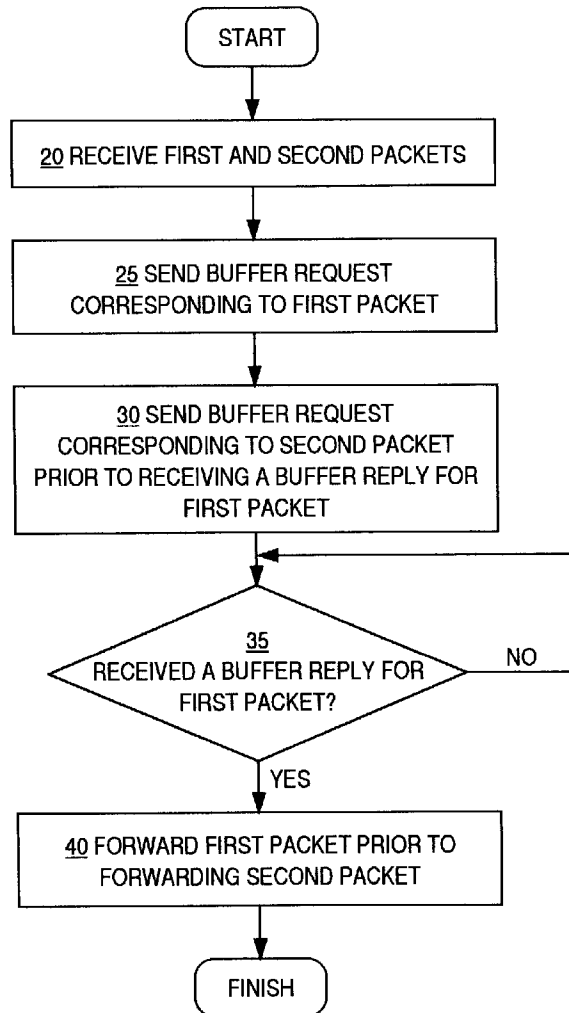 START
20 RECEIVE FIRST AND SECOND PACKETS
25 SEND BUFFER REQUEST
CORRESPONDING TO FIRST PACKET
30 SEND BUFFER REQUEST
CORRESPONDING TO SECOND PACKET
PRIOR TO RECEIVING A BUFFER REPLY FOR
FIRST PACKET
35
RECEIVED A BUFFER REPLY FOR
FIRST PACKET?
NO
YES
40 FORWARD FIRST PACKET PRIOR TO
FORWARDING SECOND PACKET
FINISH